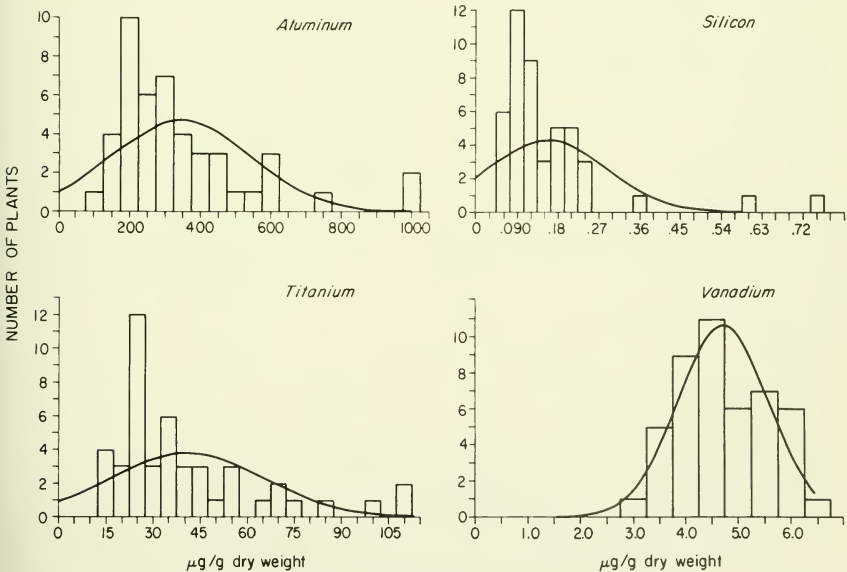 Aluminum
10
8
6
4
2
0
0 200 400 600 800 1000
Silicon
12
10
8
6
4
2
0
0 .090 .18 .27 .36 .45 .54 .63 .72
NUMBER OF PLANTS
Titanium
12
10
8
6
4
2
0
0 15 30 45 60 75 90 105
μg/g dry weight
Vanadium
10
8
6
4
2
0
0 1.0 2.0 3.0 4.0 5.0 6.0
μg/g dry weight